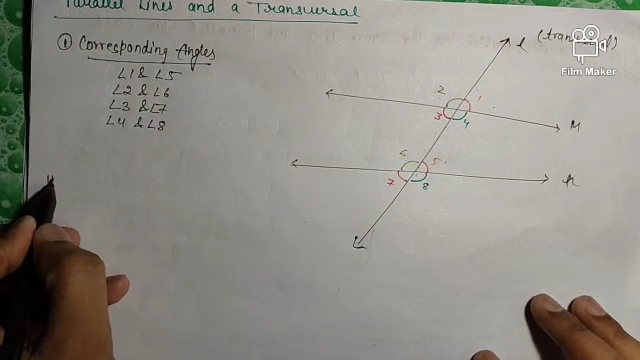 Parallel Lines and a Transversal
① Corresponding Angles
∠1 & ∠5
∠2 & ∠6
∠3 & ∠7
∠4 & ∠8
l
Film Maker
2 1
3 4
M
6 5
7 8
n